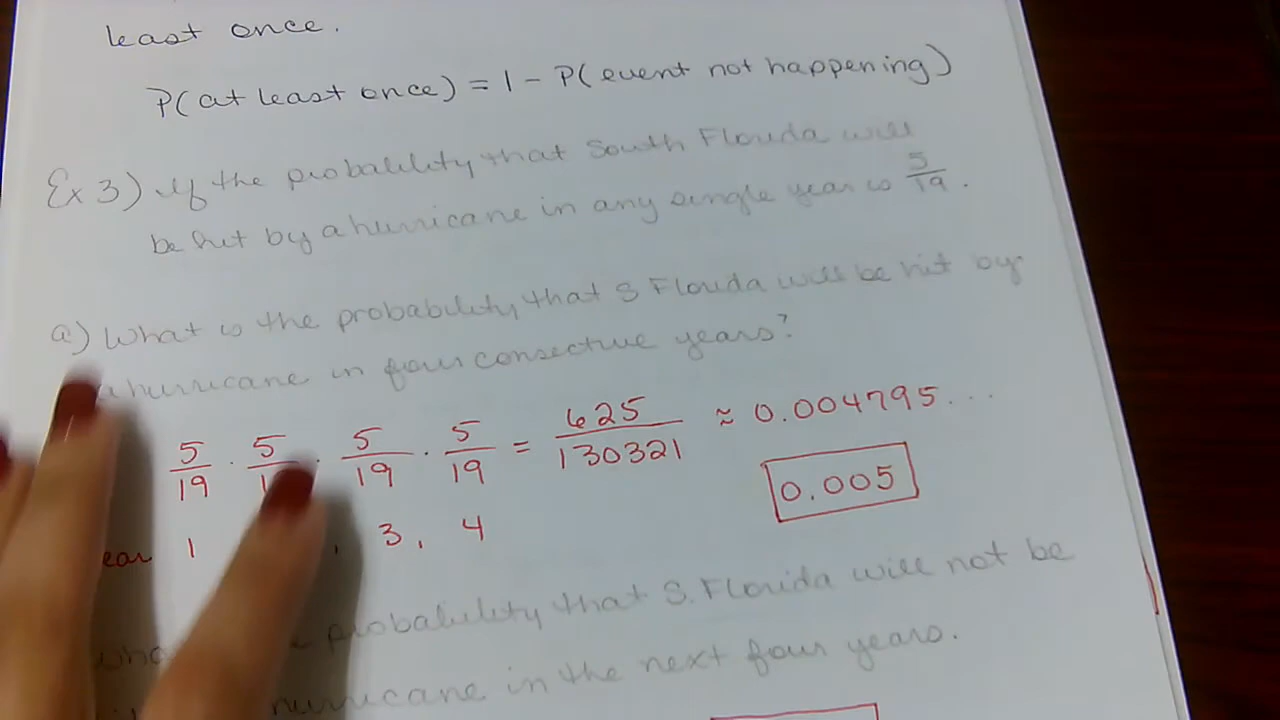 least once.
P(at least once) = 1 - P(event not happening)
Ex 3) If the probability that South Florida will
be hit by a hurricane in any single year is 5/19.
a) What is the probability that S Florida will be hit by
a hurricane in four consective years?
5/19 · 5/1 · 5/19 · 5/19 = 625/130321 ≈ 0.004795...
0.005
1 , 3, 4
probability that S. Florida will not be
hurricane in the next four years.